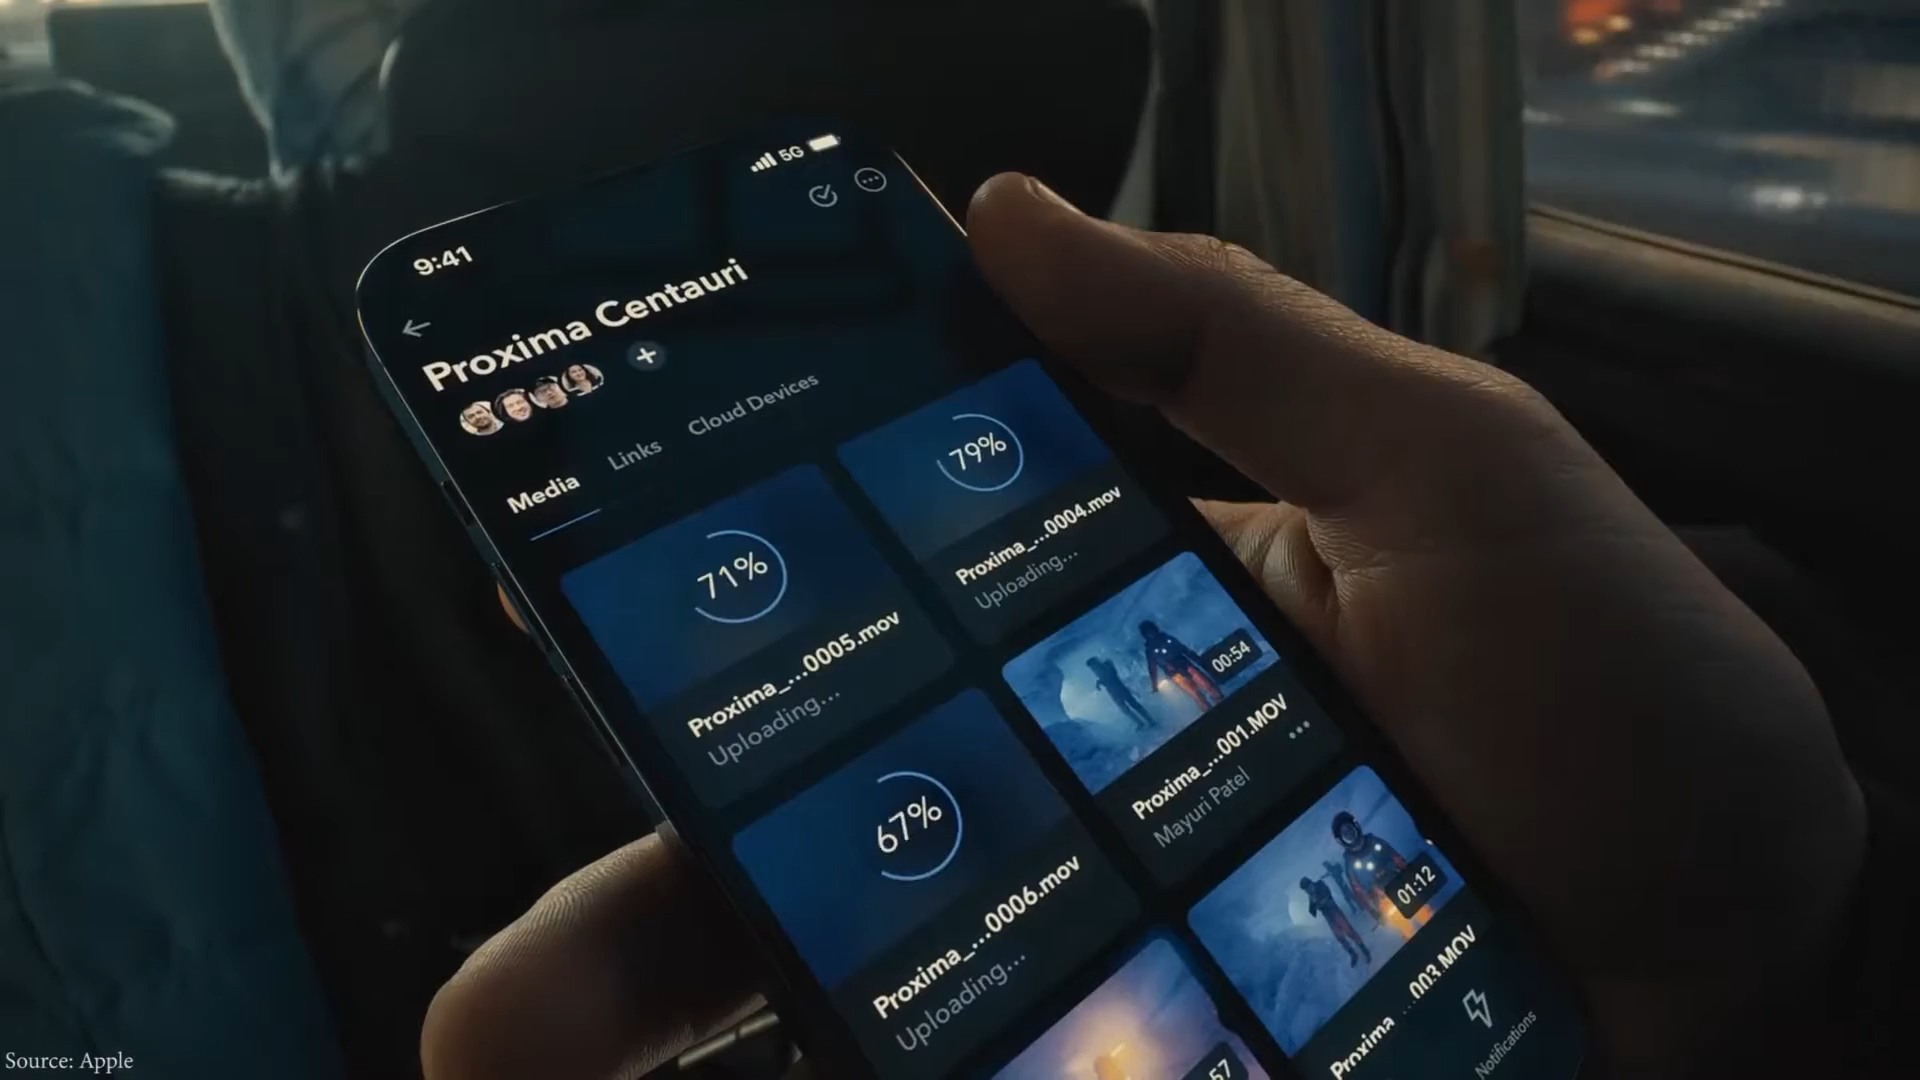 5G
9:41
Proxima Centauri
+
Media
Links
Cloud Devices
71%
Proxima_...0005.mov
Uploading...
79%
Proxima_...0004.mov
Uploading...
67%
Proxima_...0006.mov
Uploading...
00:54
Proxima_...001.MOV
Mayuri Patel
01:12
Proxima ...003.MOV
57
Notifications
Source: Apple